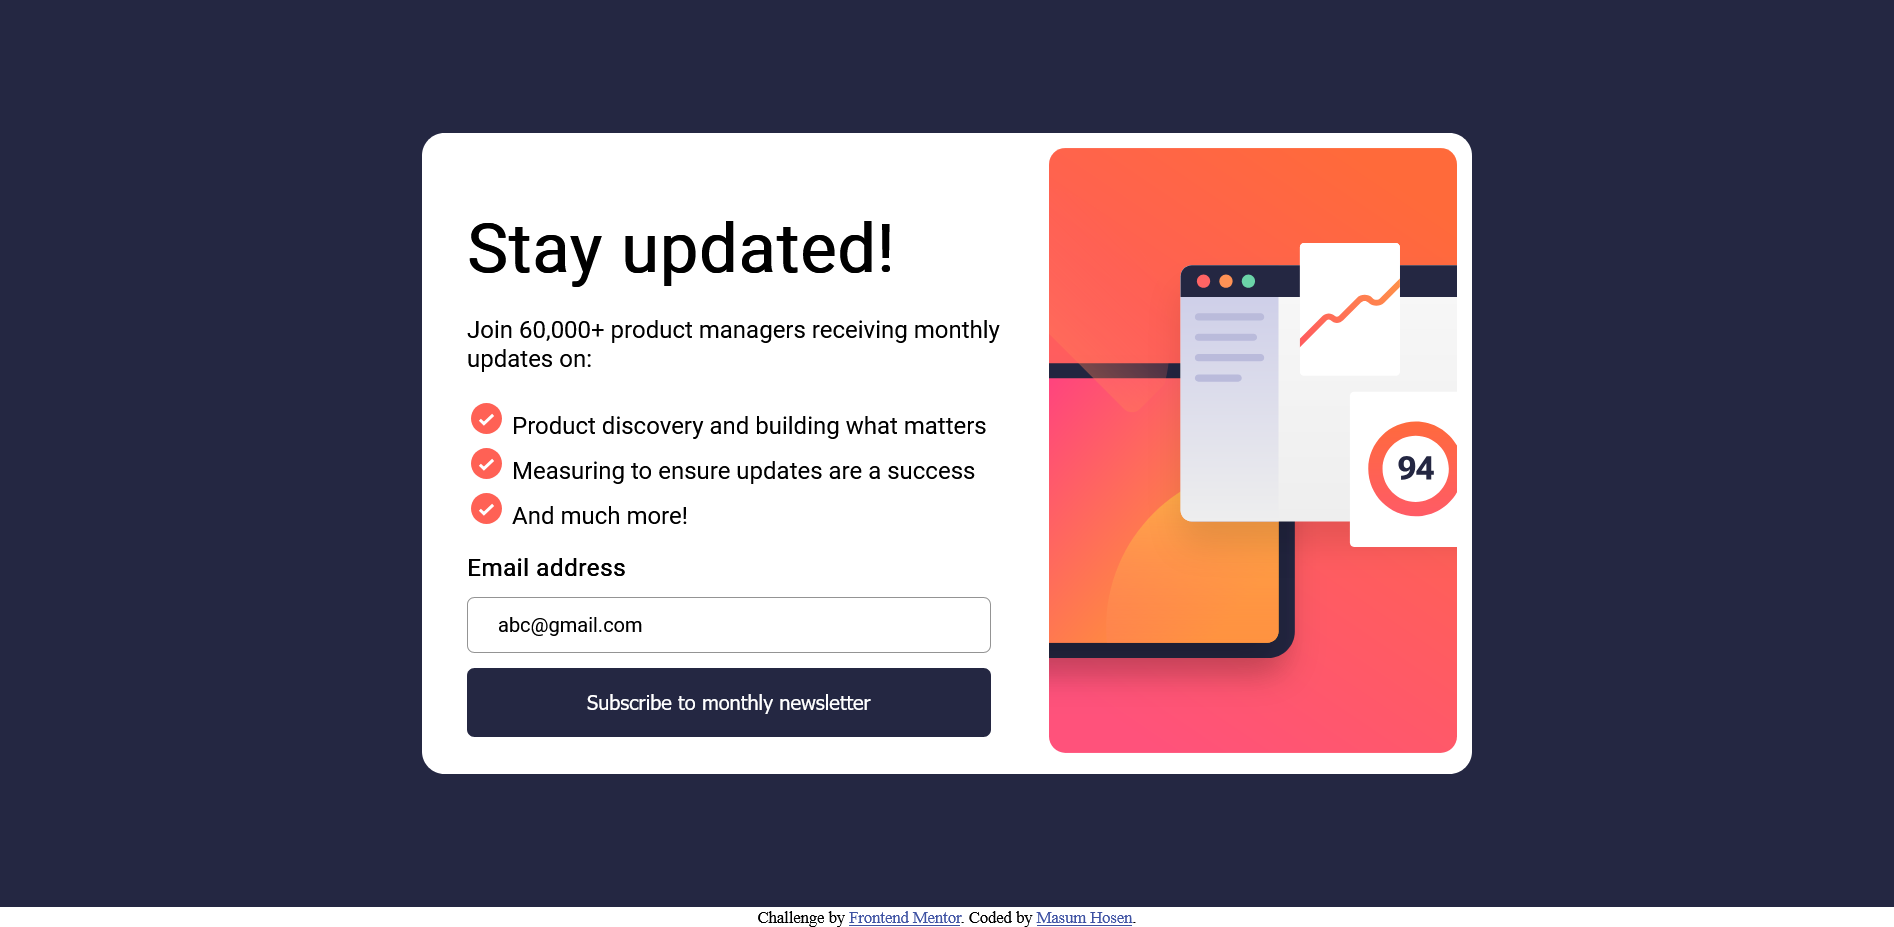 Stay updated!
Join 60,000+ product managers receiving monthly
updates on:
Product discovery and building what matters
Measuring to ensure updates are a success
And much more!
Email address
abc@gmail.com
Subscribe to monthly newsletter
94
Challenge by Frontend Mentor. Coded by Masum Hosen.